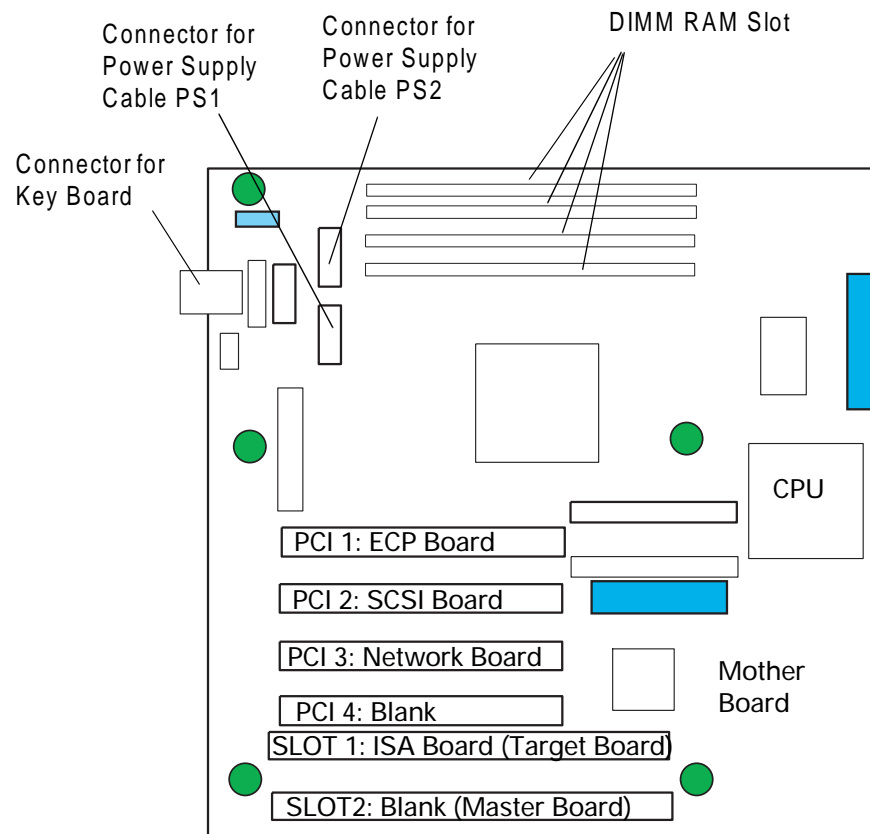 Connector for
Power Supply
Cable PS1
Connector for
Power Supply
Cable PS2
DIMM RAM Slot
Connector for
Key Board
CPU
PCI 1: ECP Board
PCI 2: SCSI Board
PCI 3: Network Board
Mother
Board
PCI 4: Blank
SLOT 1: ISA Board (Target Board)
SLOT2: Blank (Master Board)